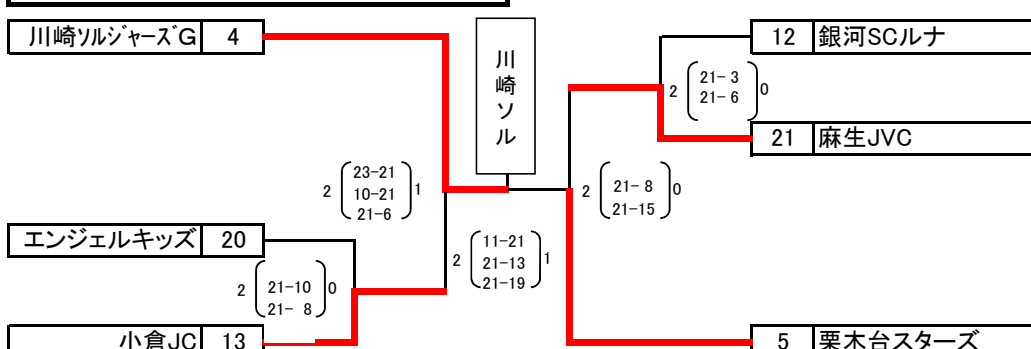 川崎ソルジャーズG 4
川崎ソル
12 銀河SCルナ
2 21- 3 0
21- 6
21 麻生JVC
2 23-21 1
10-21
21-6
2 21- 8 0
21-15
エンジェルキッズ 20
2 11-21 1
21-13
21-19
2 21-10 0
21- 8
小倉JC 13
5 栗木台スターズ